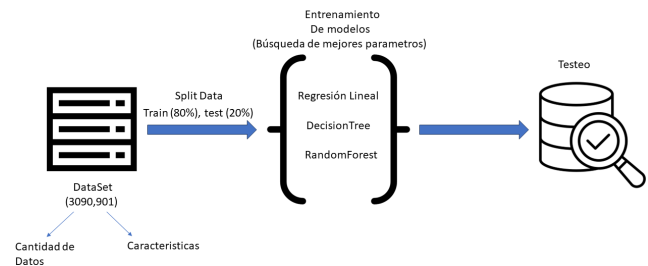 Entrenamiento
De modelos
(Búsqueda de mejores parametros)
Testeo
Split Data
Train (80%), test (20%)
Regresión Lineal
DecisionTree
RandomForest
DataSet
(3090,901)
Cantidad de
Datos
Caracteristicas